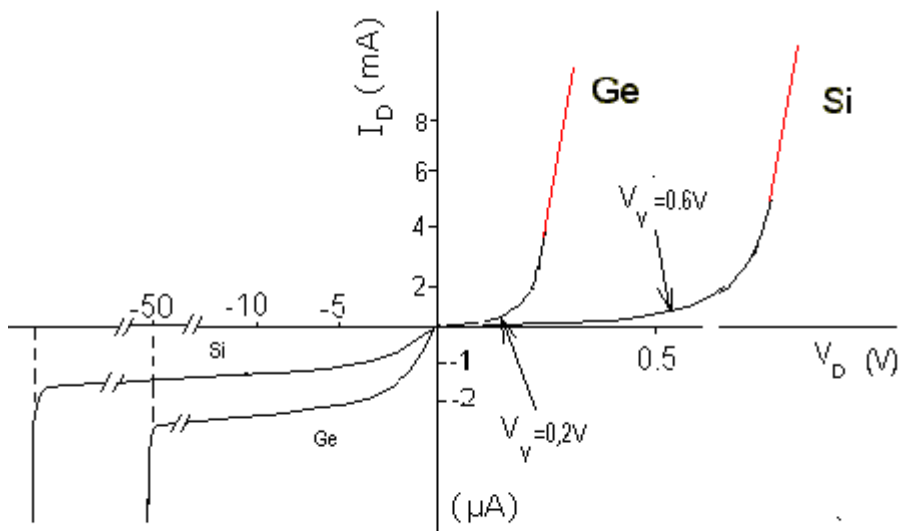 I_D (mA)
Ge
Si
8
6
V_γ=0.6V
4
2
-50 -10 -5
0.5
V_D (V)
Si
-1
-2
Ge
V_γ=0,2V
(µA)